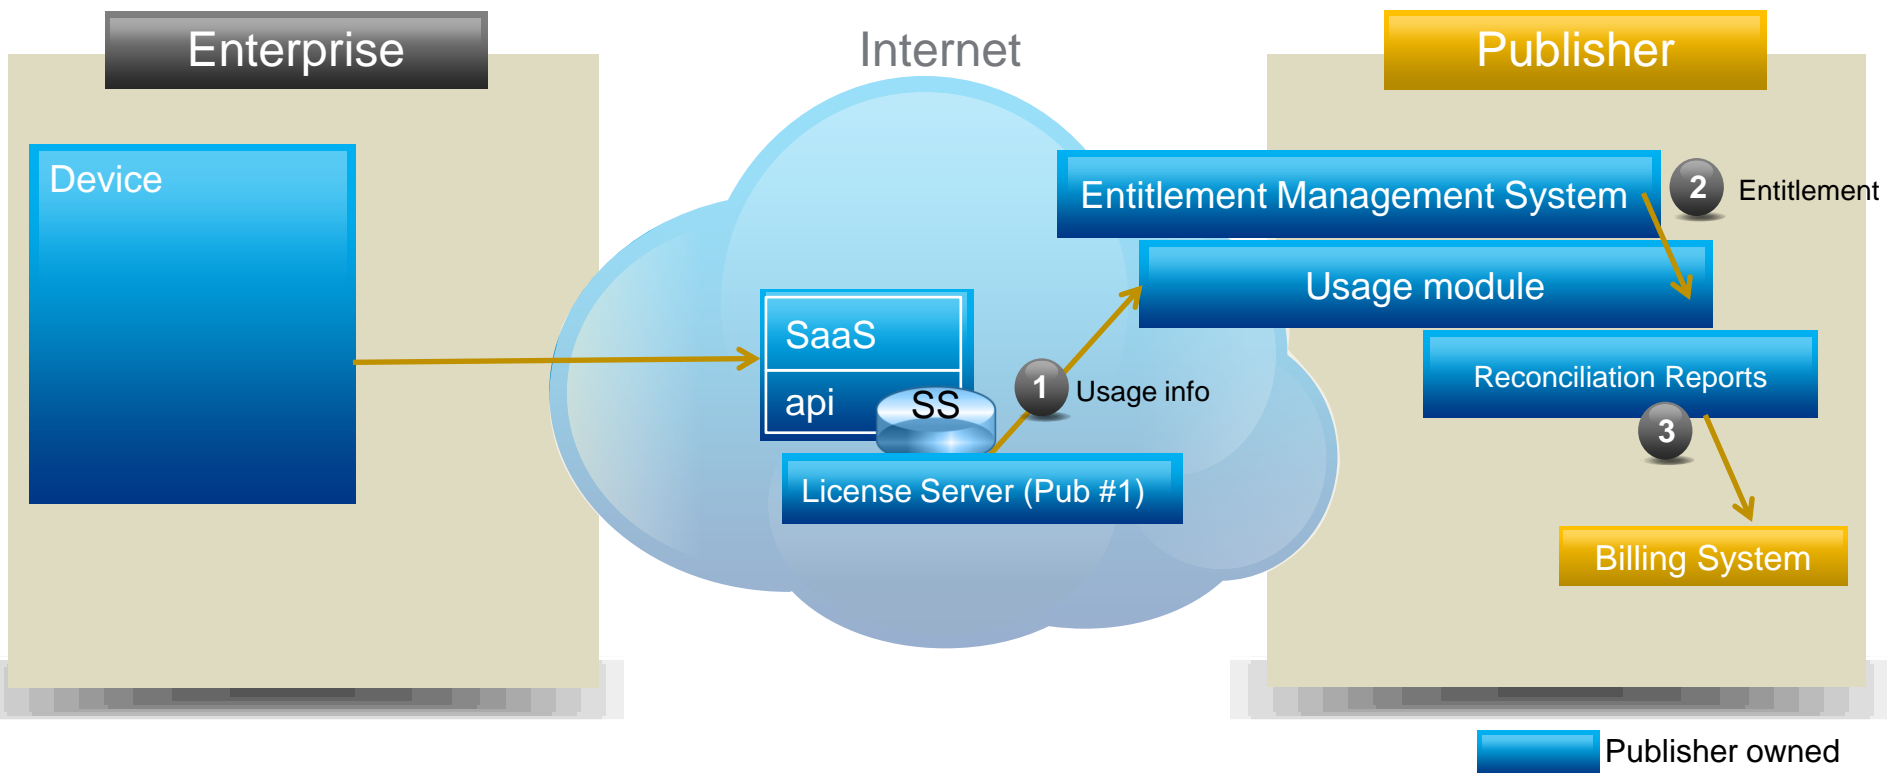 Enterprise
Internet
Publisher
Device
Entitlement Management System
2
Entitlement
Usage module
SaaS
api
SS
1
Usage info
Reconciliation Reports
3
License Server (Pub #1)
Billing System
Publisher owned